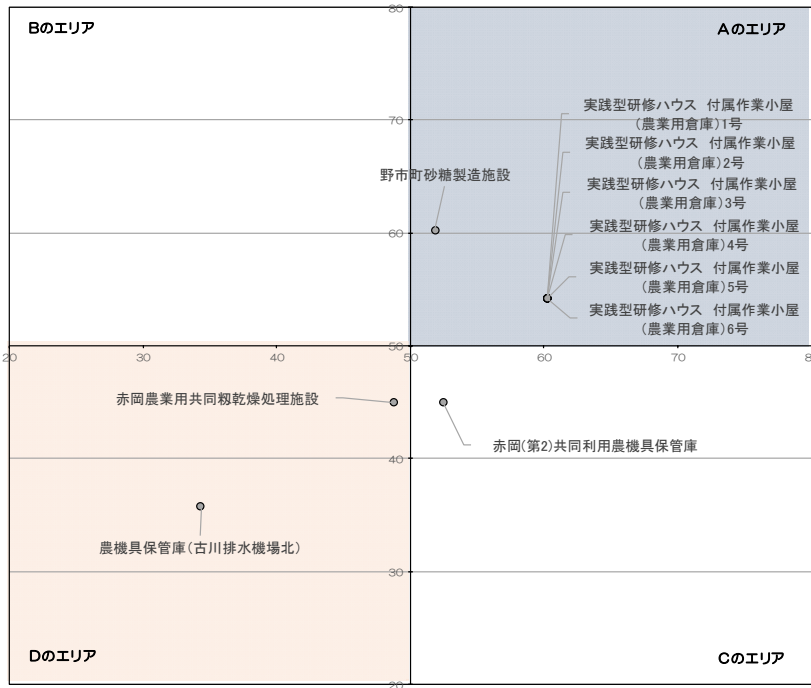 80
Bのエリア
Aのエリア
実践型研修ハウス 付属作業小屋
(農業用倉庫)1号
70
実践型研修ハウス 付属作業小屋
(農業用倉庫)2号
野市町砂糖製造施設
実践型研修ハウス 付属作業小屋
(農業用倉庫)3号
実践型研修ハウス 付属作業小屋
(農業用倉庫)4号
60
実践型研修ハウス 付属作業小屋
(農業用倉庫)5号
実践型研修ハウス 付属作業小屋
(農業用倉庫)6号
50
20 30 40 60 70 80
赤岡農業用共同籾乾燥処理施設
赤岡(第2)共同利用農機具保管庫
40
農機具保管庫(古川排水機場北)
30
Dのエリア
Cのエリア
20